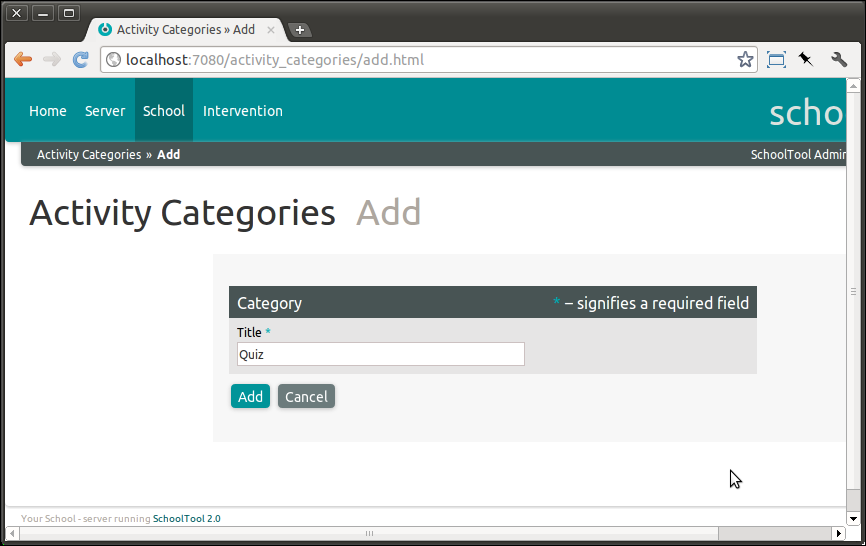 Activity Categories » Add
localhost:7080/activity_categories/add.html
Home Server School Intervention
scho
Activity Categories » Add
SchoolTool Admin
Activity Categories Add
Category
* – signifies a required field
Title *
Quiz
Add Cancel
Your School - server running SchoolTool 2.0